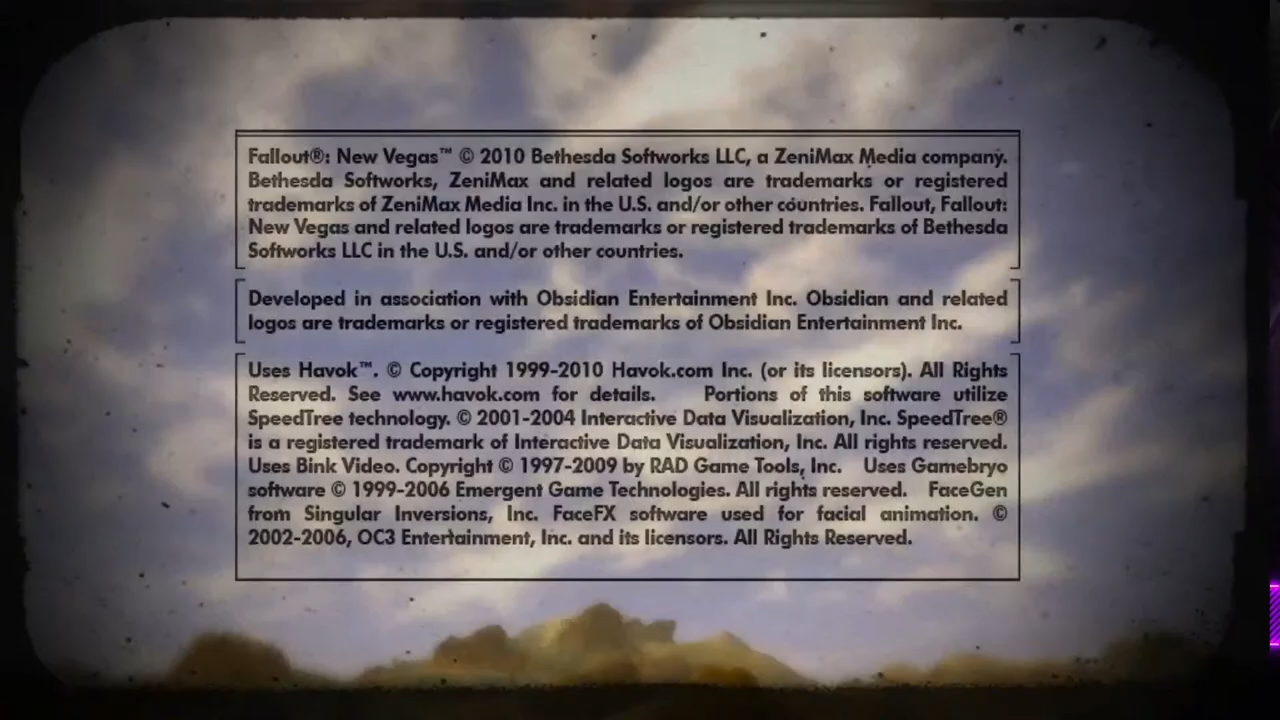 Fallout®: New Vegas™ © 2010 Bethesda Softworks LLC, a ZeniMax Media company.
Bethesda Softworks, ZeniMax and related logos are trademarks or registered
trademarks of ZeniMax Media Inc. in the U.S. and/or other countries. Fallout, Fallout:
New Vegas and related logos are trademarks or registered trademarks of Bethesda
Softworks LLC in the U.S. and/or other countries.
Developed in association with Obsidian Entertainment Inc. Obsidian and related
logos are trademarks or registered trademarks of Obsidian Entertainment Inc.
Uses Havok™. © Copyright 1999-2010 Havok.com Inc. (or its licensors). All Rights
Reserved. See www.havok.com for details. Portions of this software utilize
SpeedTree technology. © 2001-2004 Interactive Data Visualization, Inc. SpeedTree®
is a registered trademark of Interactive Data Visualization, Inc. All rights reserved.
Uses Bink Video. Copyright © 1997-2009 by RAD Game Tools, Inc. Uses Gamebryo
software © 1999-2006 Emergent Game Technologies. All rights reserved. FaceGen
from Singular Inversions, Inc. FaceFX software used for facial animation. ©
2002-2006, OC3 Entertainment, Inc. and its licensors. All Rights Reserved.